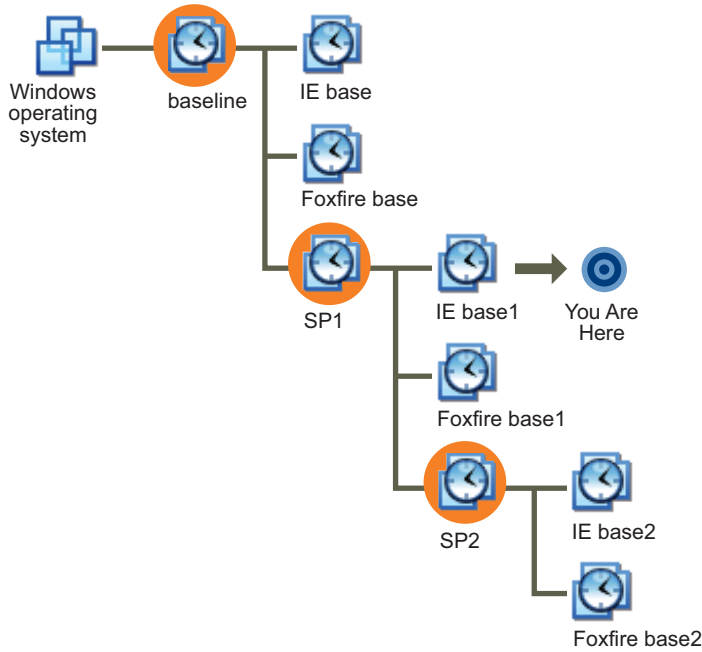 Windows
operating
system
baseline
IE base
Foxfire base
SP1
IE base1
You Are
Here
Foxfire base1
SP2
IE base2
Foxfire base2